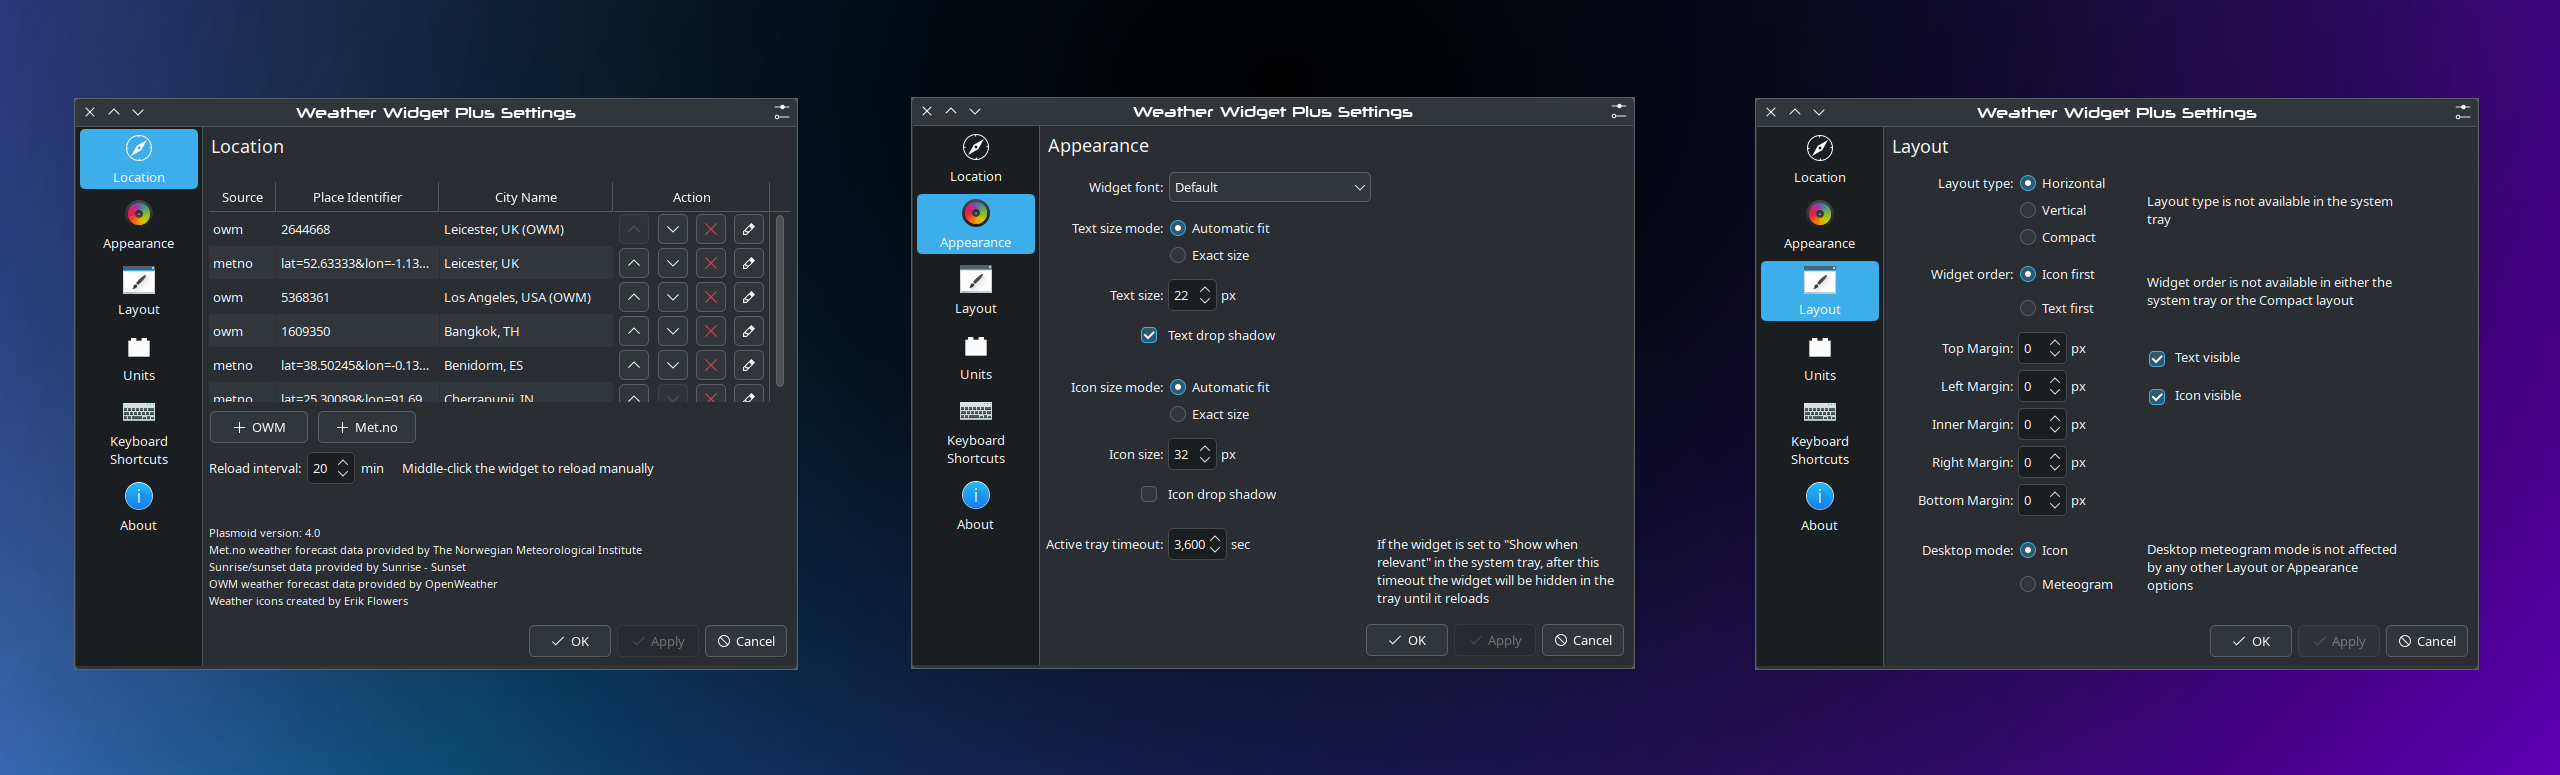 Weather Widget Plus Settings
Location
Appearance
Layout
Units
Keyboard
Shortcuts
About
Location
Source Place Identifier City Name Action
owm 2644668 Leicester, UK (OWM)
metno lat=52.63333&lon=-1.13... Leicester, UK
owm 5368361 Los Angeles, USA (OWM)
owm 1609350 Bangkok, TH
metno lat=38.50245&lon=-0.13... Benidorm, ES
metno lat=25.30089&lon=91.69 Cherrapunji, IN
OWM Met.no
Reload interval: 20 min Middle-click the widget to reload manually
Plasmoid version: 4.0
Met.no weather forecast data provided by The Norwegian Meteorological Institute
Sunrise/sunset data provided by Sunrise - Sunset
OWM weather forecast data provided by OpenWeather
Weather icons created by Erik Flowers
OK Apply Cancel
Weather Widget Plus Settings
Location
Appearance
Layout
Units
Keyboard
Shortcuts
About
Appearance
Widget font: Default
Text size mode: Automatic fit
Exact size
Text size: 22 px
Text drop shadow
Icon size mode: Automatic fit
Exact size
Icon size: 32 px
Icon drop shadow
Active tray timeout: 3,600 sec
If the widget is set to "Show when
relevant" in the system tray, after this
timeout the widget will be hidden in the
tray until it reloads
OK Apply Cancel
Weather Widget Plus Settings
Location
Appearance
Layout
Units
Keyboard
Shortcuts
About
Layout
Layout type: Horizontal
Vertical
Compact
Layout type is not available in the system
tray
Widget order: Icon first
Text first
Widget order is not available in either the
system tray or the Compact layout
Top Margin: 0 px
Left Margin: 0 px
Inner Margin: 0 px
Right Margin: 0 px
Bottom Margin: 0 px
Text visible
Icon visible
Desktop mode: Icon
Meteogram
Desktop meteogram mode is not affected
by any other Layout or Appearance
options
OK Apply Cancel